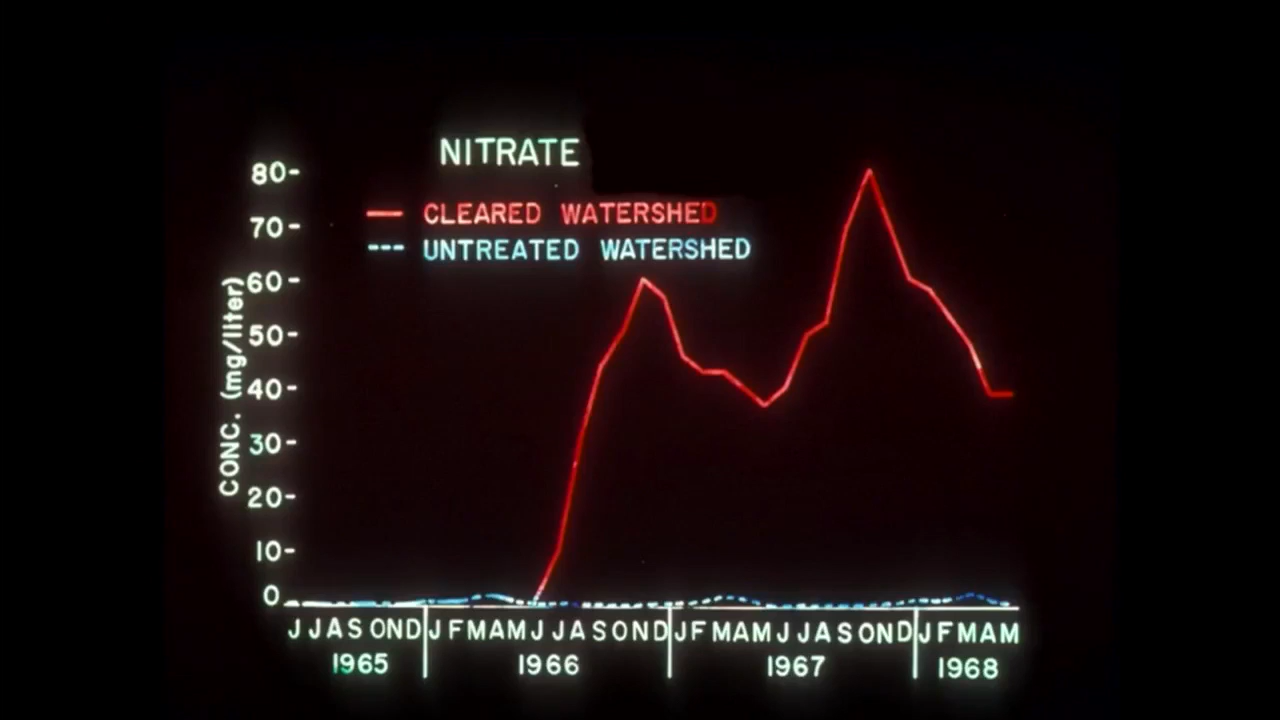 NITRATE
CLEARED WATERSHED
UNTREATED WATERSHED
CONC. (mg/liter)
80
70
60
50
40
30
20
10
0
J J A S O N D J F M A M J J A S O N D J F M A M J J A S O N D J F M A M
1965 1966 1967 1968